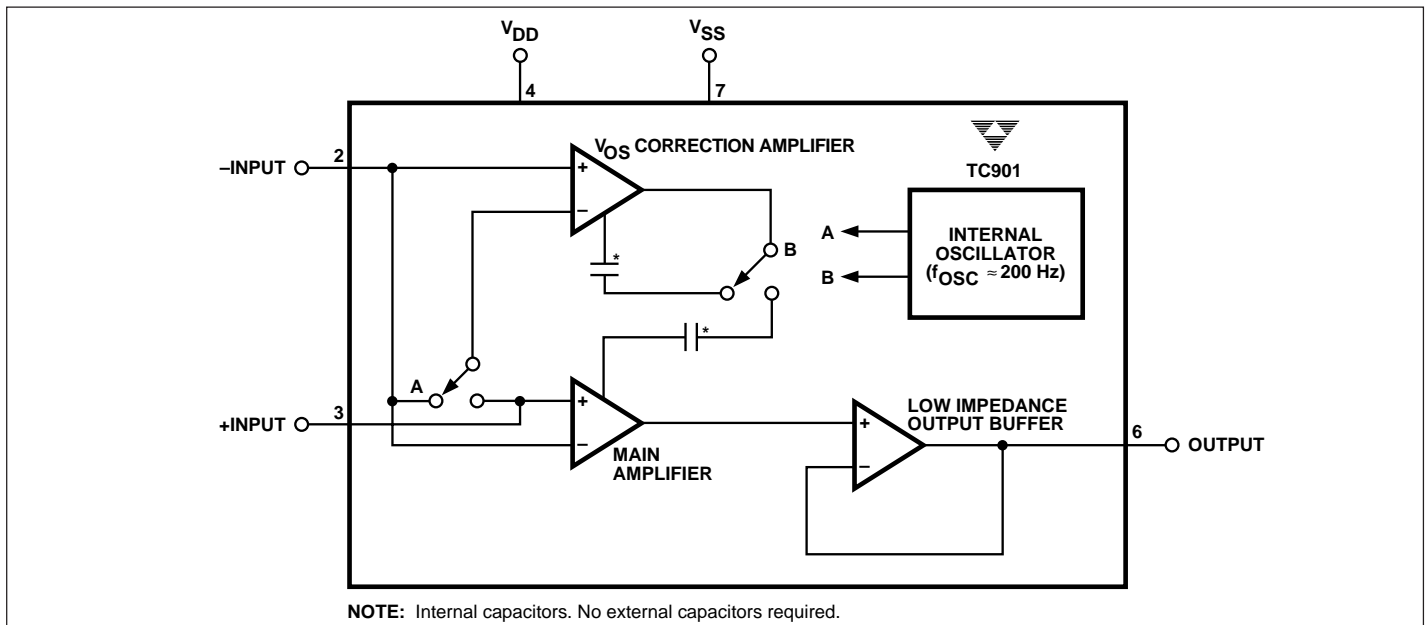 VDD
VSS
4
7
–INPUT
2
VOS CORRECTION AMPLIFIER
+
–
TC901
INTERNAL
OSCILLATOR
(fOSC ≈ 200 Hz)
A
B
*
B
*
A
+INPUT
3
+
–
MAIN
AMPLIFIER
LOW IMPEDANCE
OUTPUT BUFFER
+
–
6
OUTPUT
NOTE: Internal capacitors. No external capacitors required.